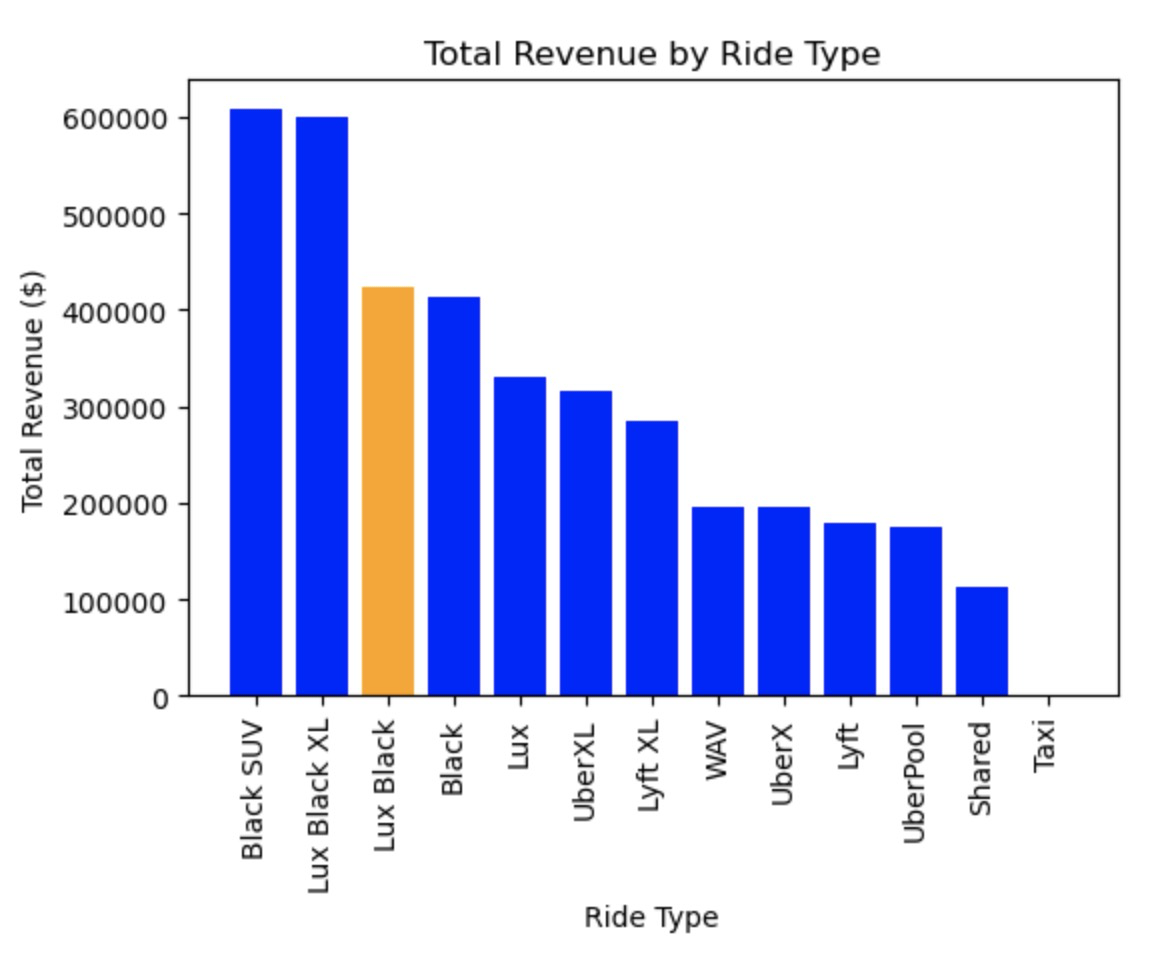 Total Revenue by Ride Type
Total Revenue ($)
600000
500000
400000
300000
200000
100000
0
Black SUV
Lux Black XL
Lux Black
Black
Lux
UberXL
Lyft XL
WAV
UberX
Lyft
UberPool
Shared
Taxi
Ride Type